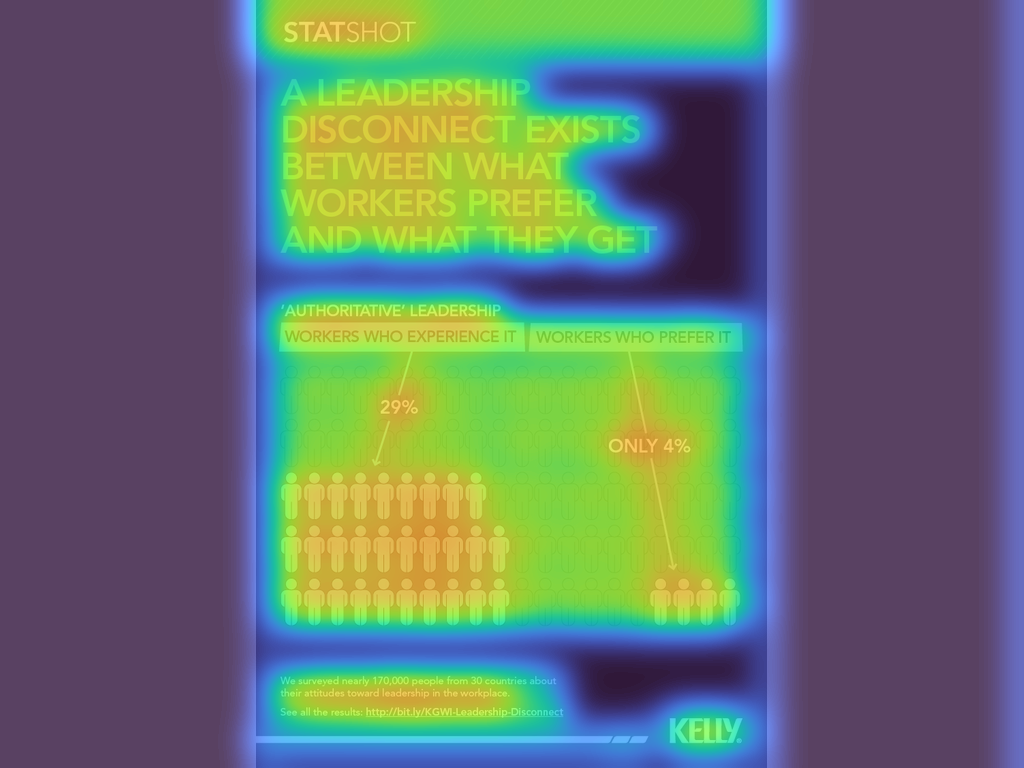 STATSHOT
A LEADERSHIP
DISCONNECT EXISTS
BETWEEN WHAT
WORKERS PREFER
AND WHAT THEY GET
'AUTHORITATIVE' LEADERSHIP
WORKERS WHO EXPERIENCE IT WORKERS WHO PREFER IT
29%
ONLY 4%
We surveyed nearly 170,000 people from 30 countries about
their attitudes toward leadership in the workplace.
See all the results: http://bit.ly/KGWI-Leadership-Disconnect
KELLY.